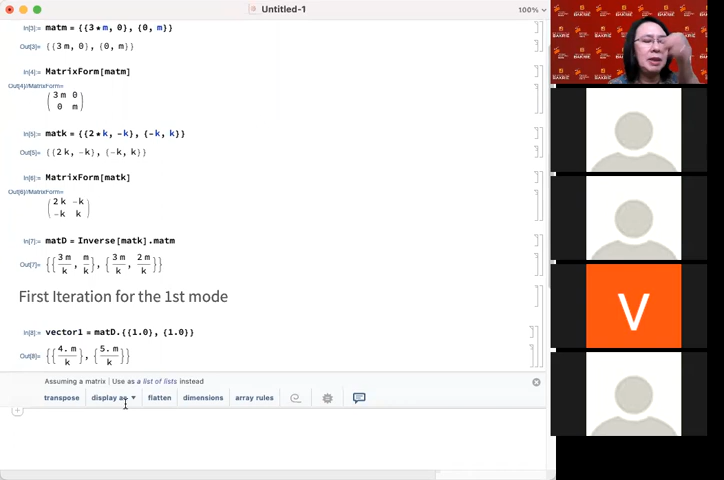 Untitled-1
100%
In[3]:= matm = {{3*m, 0}, {0, m}}
Out[3]= {{3 m, 0}, {0, m}}
In[4]:= MatrixForm[matm]
Out[4]//MatrixForm=
( 3 m 0
0 m )
In[5]:= matk = {{2*k, -k}, {-k, k}}
Out[5]= {{2 k, -k}, {-k, k}}
In[6]:= MatrixForm[matk]
Out[6]//MatrixForm=
( 2 k -k
-k k )
In[7]:= matD = Inverse[matk].matm
Out[7]= {{3 m/k, m/k}, {3 m/k, 2 m/k}}
First Iteration for the 1st mode
In[8]:= vector1 = matD.{{1.0}, {1.0}}
Out[8]= {{4. m/k}, {5. m/k}}
Assuming a matrix | Use as a list of lists instead
transpose display as flatten dimensions array rules
V